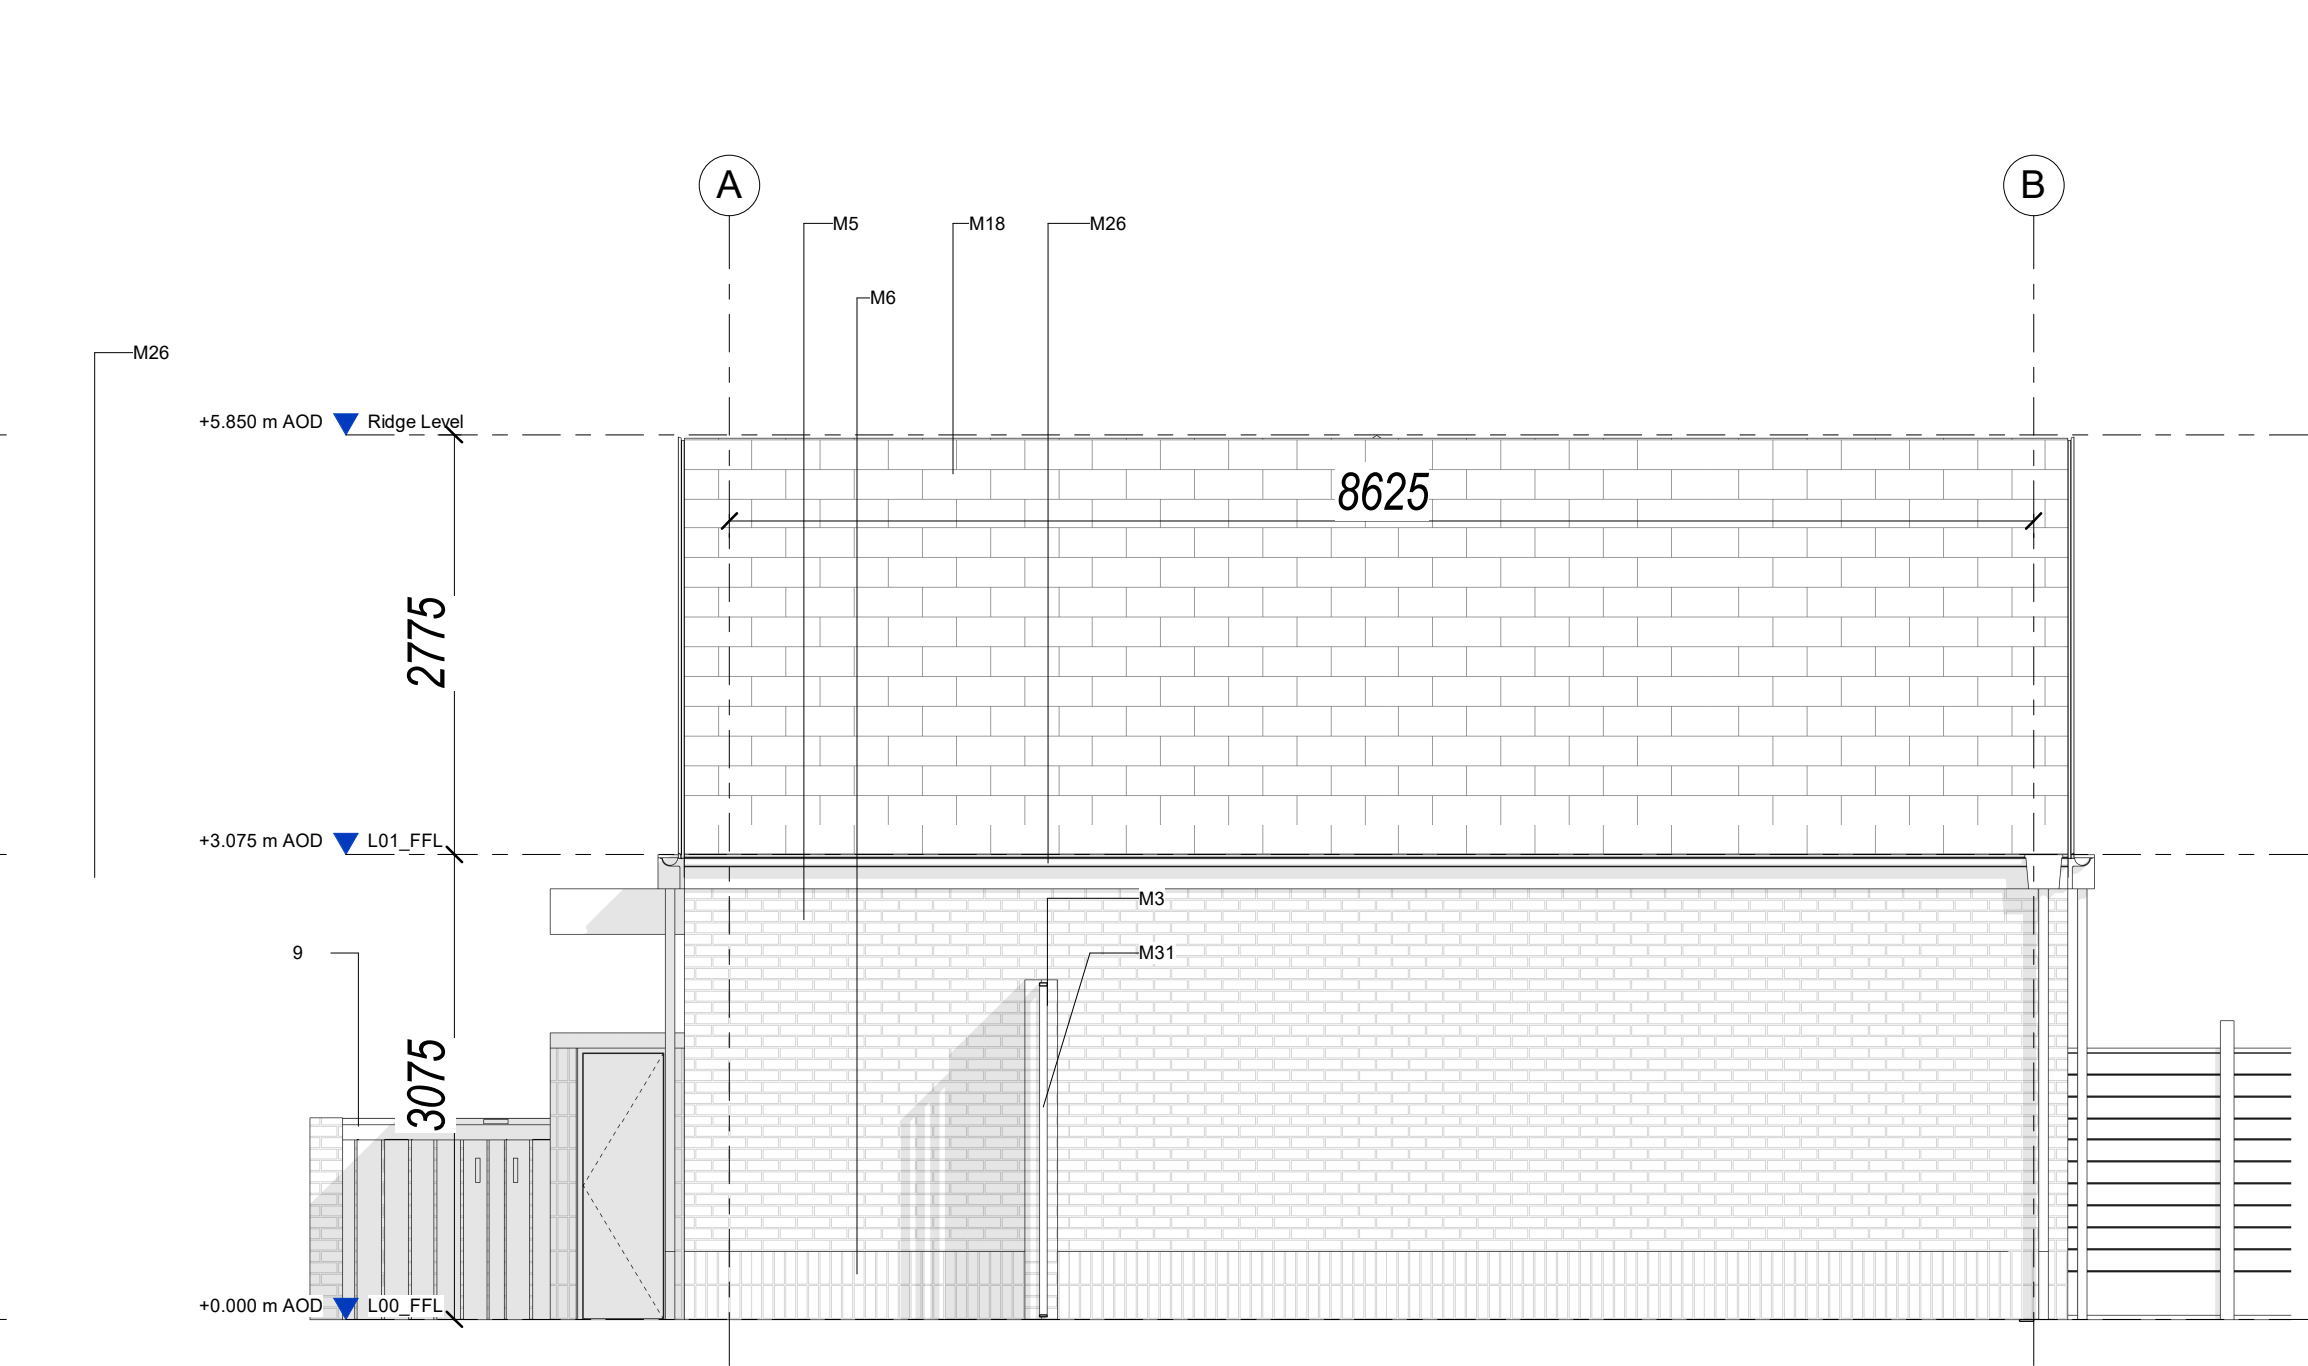 A
B
M5
M18
M26
M6
M26
+5.850 m AOD
Ridge Level
8625
2775
+3.075 m AOD
L01_FFL
M3
9
M31
3075
+0.000 m AOD
L00_FFL